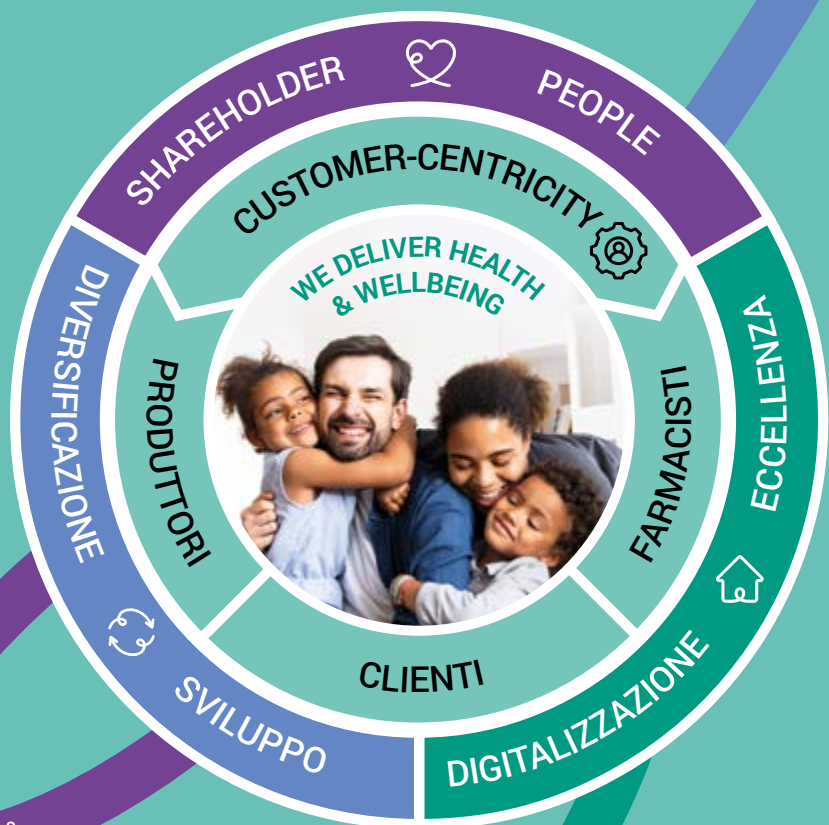 SHAREHOLDER
PEOPLE
CUSTOMER-CENTRICITY
WE DELIVER HEALTH
& WELLBEING
DIVERSIFICAZIONE
PRODUTTORI
FARMACISTI
ECCELLENZA
CLIENTI
SVILUPPO
DIGITALIZZAZIONE